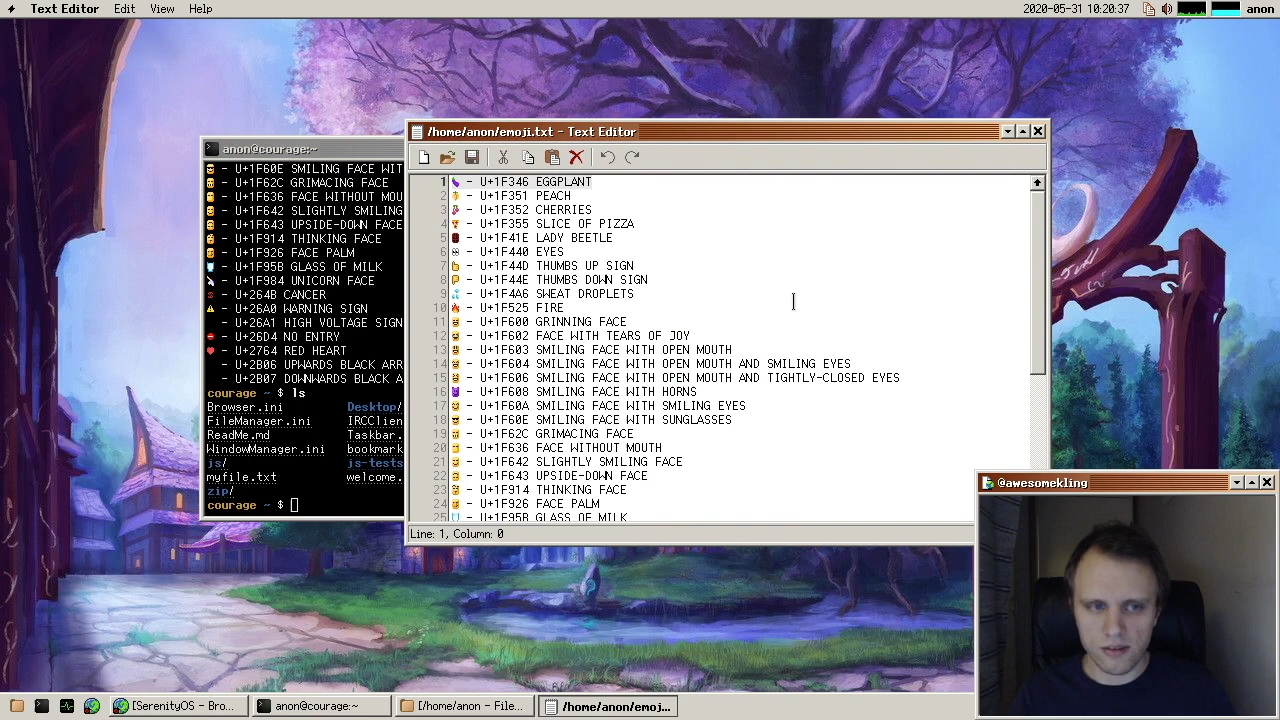 Text Editor Edit View Help 2020-05-31 10:20:37 anon
anon@courage:~
- U+1F60E SMILING FACE WIT
- U+1F62C GRIMACING FACE
- U+1F636 FACE WITHOUT MOU
- U+1F642 SLIGHTLY SMILING
- U+1F643 UPSIDE-DOWN FACE
- U+1F914 THINKING FACE
- U+1F926 FACE PALM
- U+1F95B GLASS OF MILK
- U+1F984 UNICORN FACE
- U+264B CANCER
- U+26A0 WARNING SIGN
- U+26A1 HIGH VOLTAGE SIGN
- U+26D4 NO ENTRY
- U+2764 RED HEART
- U+2B06 UPWARDS BLACK ARR
- U+2B07 DOWNWARDS BLACK A
courage ~ $ ls
Browser.ini Desktop/
FileManager.ini IRCClien
ReadMe.md Taskbar.
WindowManager.ini bookmark
js/ js-tests
myfile.txt welcome.
zip/
courage ~ $
/home/anon/emoji.txt - Text Editor
1 🍆 - U+1F346 EGGPLANT
2 🍑 - U+1F351 PEACH
3 🍒 - U+1F352 CHERRIES
4 🍕 - U+1F355 SLICE OF PIZZA
5 🐞 - U+1F41E LADY BEETLE
6 👀 - U+1F440 EYES
7 👍 - U+1F44D THUMBS UP SIGN
8 👎 - U+1F44E THUMBS DOWN SIGN
9 💦 - U+1F4A6 SWEAT DROPLETS
10 🔥 - U+1F525 FIRE
11 😀 - U+1F600 GRINNING FACE
12 😂 - U+1F602 FACE WITH TEARS OF JOY
13 😃 - U+1F603 SMILING FACE WITH OPEN MOUTH
14 😄 - U+1F604 SMILING FACE WITH OPEN MOUTH AND SMILING EYES
15 😆 - U+1F606 SMILING FACE WITH OPEN MOUTH AND TIGHTLY-CLOSED EYES
16 😈 - U+1F608 SMILING FACE WITH HORNS
17 😊 - U+1F60A SMILING FACE WITH SMILING EYES
18 😎 - U+1F60E SMILING FACE WITH SUNGLASSES
19 😬 - U+1F62C GRIMACING FACE
20 😶 - U+1F636 FACE WITHOUT MOUTH
21 🙂 - U+1F642 SLIGHTLY SMILING FACE
22 🙃 - U+1F643 UPSIDE-DOWN FACE
23 🤔 - U+1F914 THINKING FACE
24 🤦 - U+1F926 FACE PALM
25 🥛 - U+1F95B GLASS OF MILK
Line: 1, Column: 0
@awesomekling
[SerenityOS - Bro... anon@courage:~ [/home/anon - File... /home/anon/emoj...